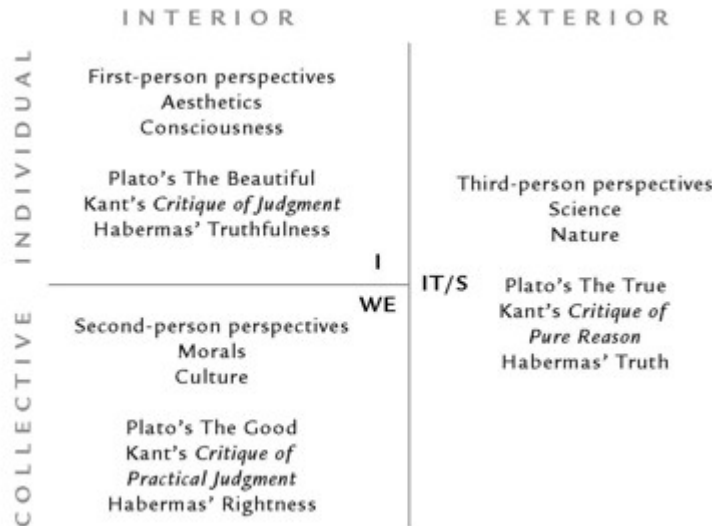 INTERIOR
EXTERIOR
INDIVIDUAL
First-person perspectives
Aesthetics
Consciousness
Plato's The Beautiful
Kant's Critique of Judgment
Habermas' Truthfulness
I
COLLECTIVE
WE
Second-person perspectives
Morals
Culture
Plato's The Good
Kant's Critique of
Practical Judgment
Habermas' Rightness
IT/S
Third-person perspectives
Science
Nature
Plato's The True
Kant's Critique of
Pure Reason
Habermas' Truth